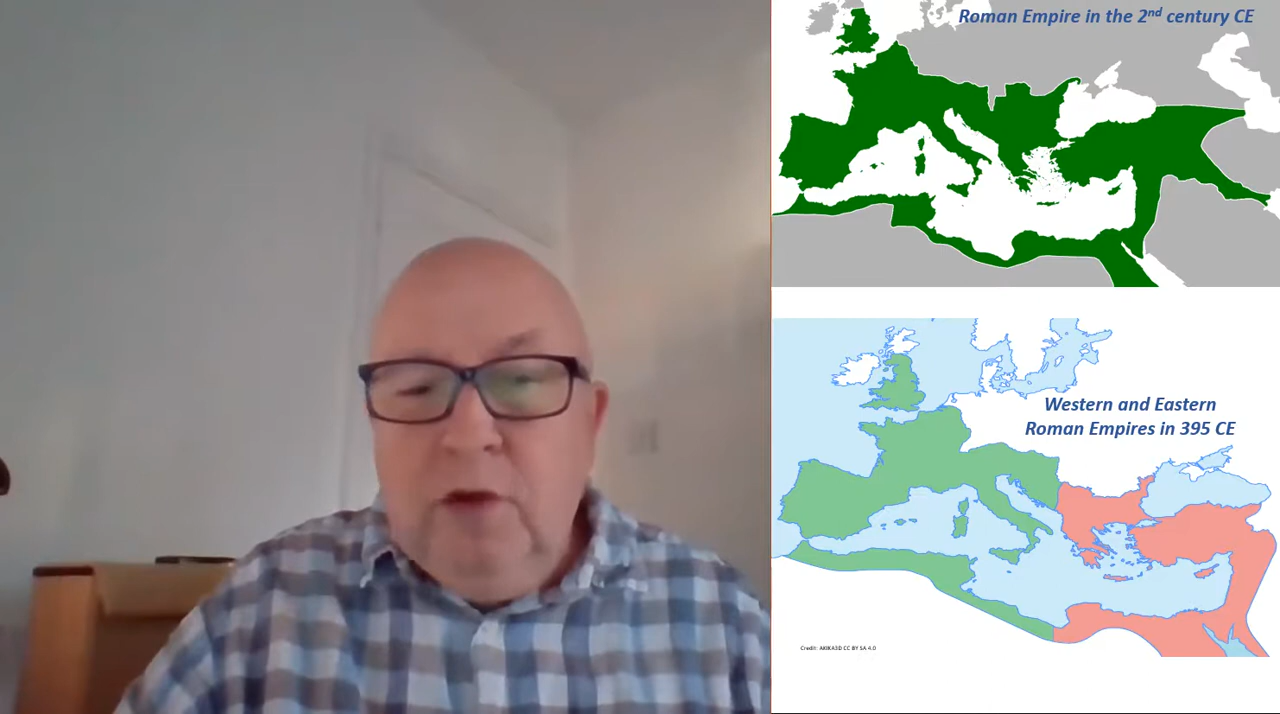 Roman Empire in the 2nd century CE
Western and Eastern
Roman Empires in 395 CE
Credit: AKIKA3D CC BY SA 4.0